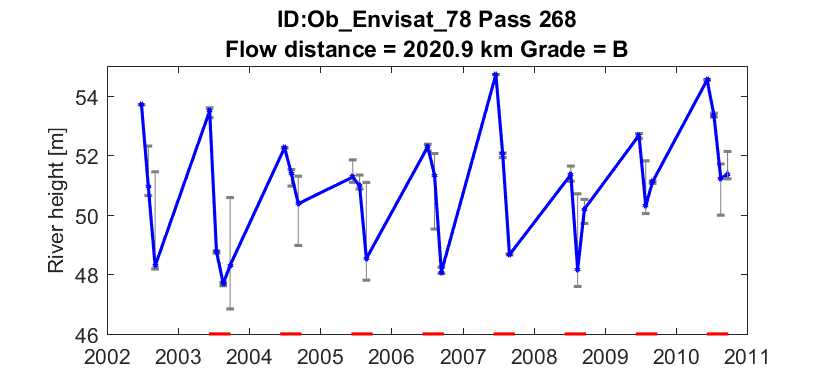 ID:Ob_Envisat_78 Pass 268
Flow distance = 2020.9 km Grade = B
River height [m]
54
52
50
48
46
2002 2003 2004 2005 2006 2007 2008 2009 2010 2011